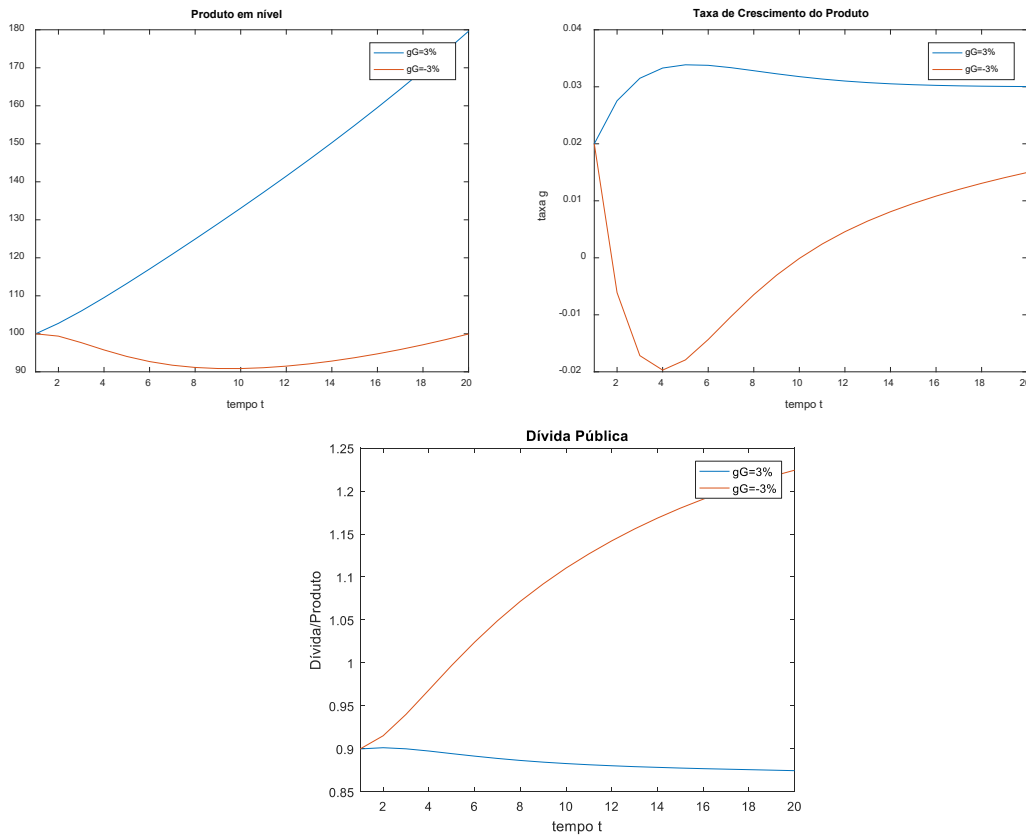 Produto em nível
180
170
160
150
140
130
120
110
100
90
2 4 6 8 10 12 14 16 18 20
tempo t
gG=3%
gG=-3%
Taxa de Crescimento do Produto
0.04
0.03
0.02
0.01
0
-0.01
-0.02
taxa g
2 4 6 8 10 12 14 16 18 20
tempo t
gG=3%
gG=-3%
Dívida Pública
1.25
1.2
1.15
1.1
1.05
1
0.95
0.9
0.85
Dívida/Produto
2 4 6 8 10 12 14 16 18 20
tempo t
gG=3%
gG=-3%